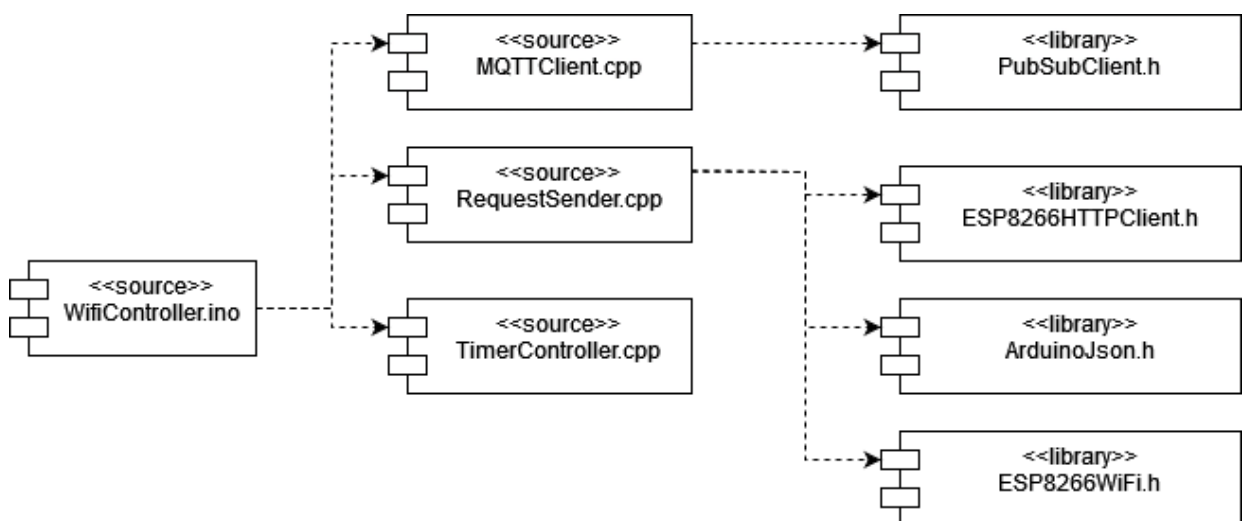 <<source>>
MQTTClient.cpp
<<library>>
PubSubClient.h
<<source>>
RequestSender.cpp
<<library>>
ESP8266HTTPClient.h
<<source>>
WifiController.ino
<<source>>
TimerController.cpp
<<library>>
ArduinoJson.h
<<library>>
ESP8266WiFi.h